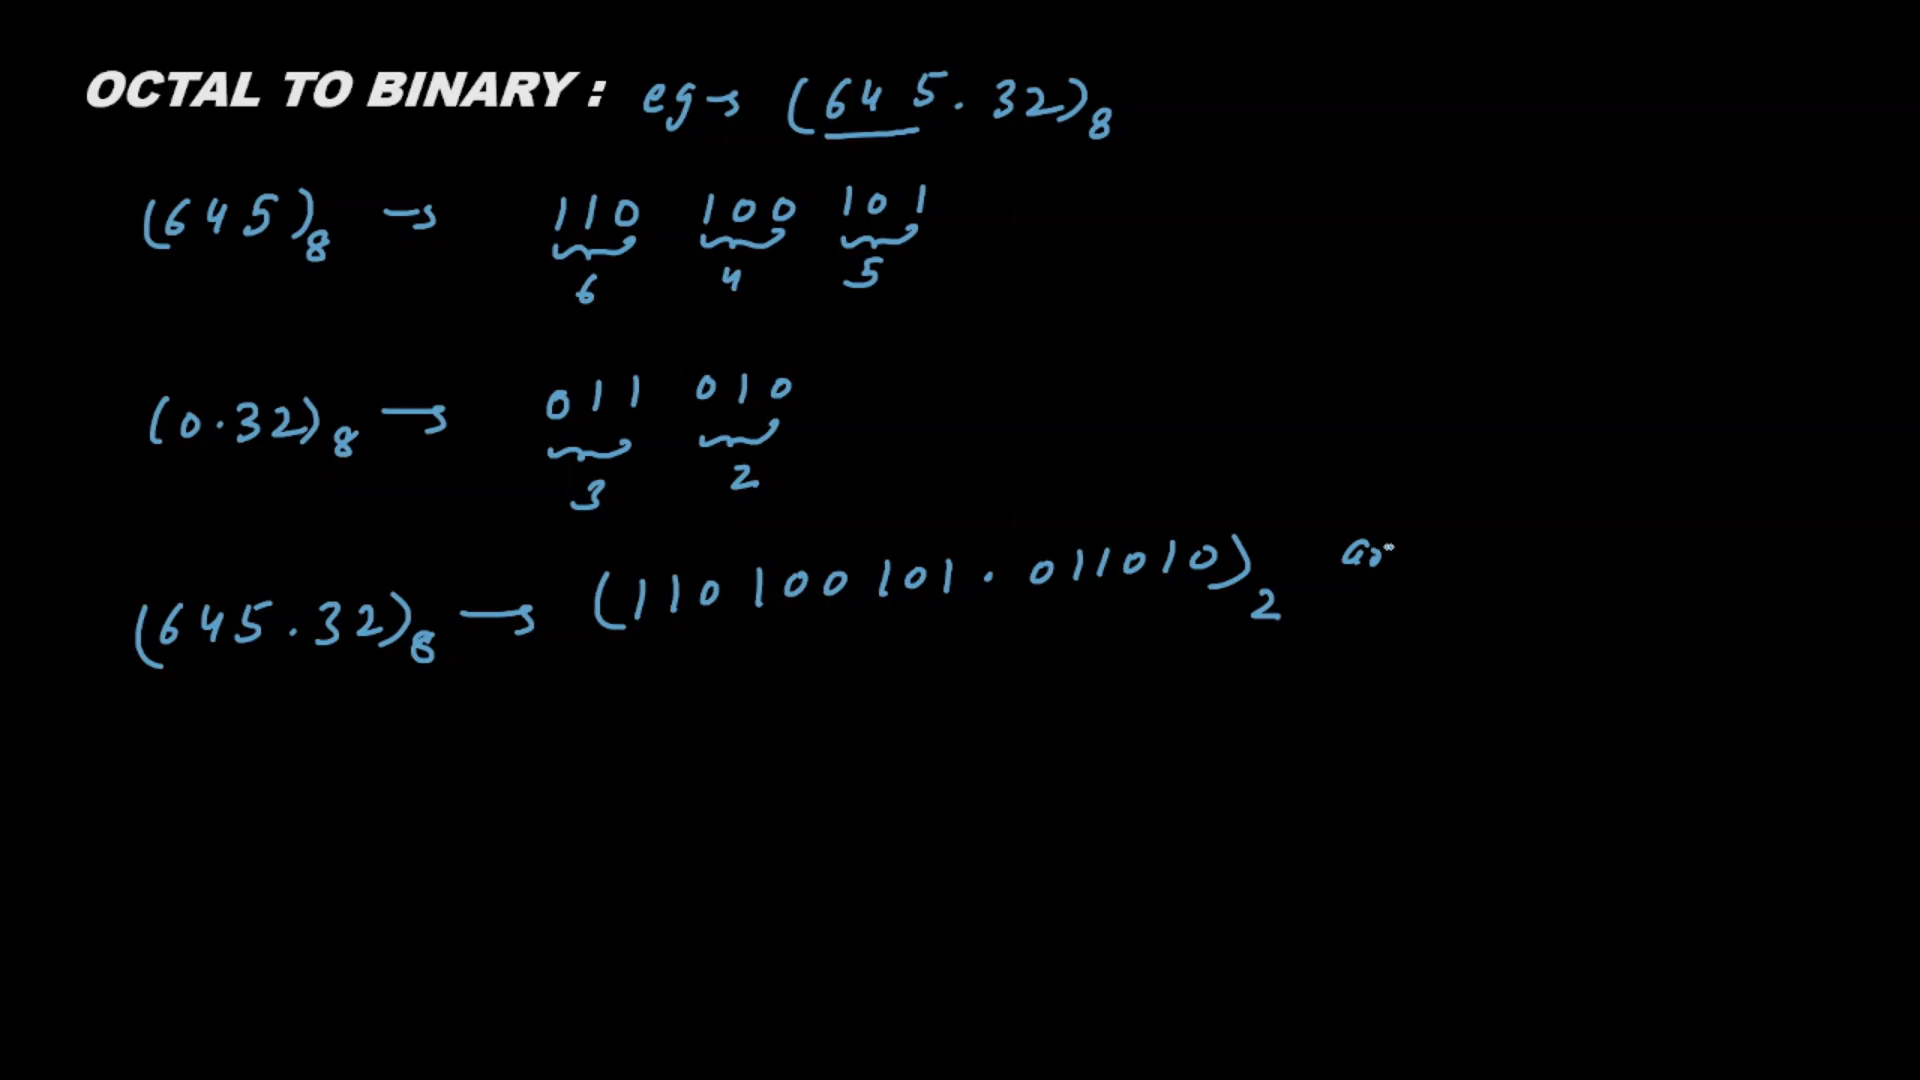 OCTAL TO BINARY : eg→ (645.32)₈
(645)₈ → 110 100 101
6 4 5
(0.32)₈ → 011 010
3 2
(645.32)₈ → (110100101.011010)₂